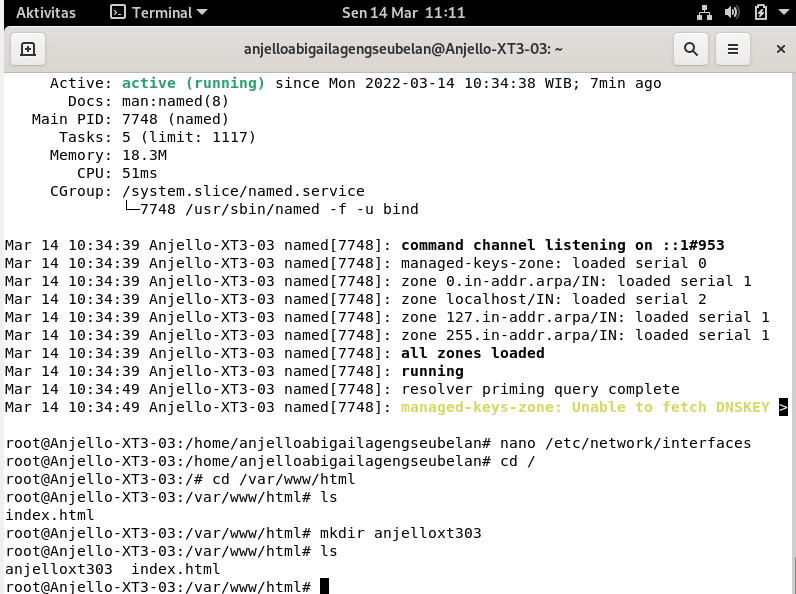 Aktivitas Terminal Sen 14 Mar 11:11
anjelloabigailagengseubelan@Anjello-XT3-03: ~
Active: active (running) since Mon 2022-03-14 10:34:38 WIB; 7min ago
Docs: man:named(8)
Main PID: 7748 (named)
Tasks: 5 (limit: 1117)
Memory: 18.3M
CPU: 51ms
CGroup: /system.slice/named.service
└─7748 /usr/sbin/named -f -u bind
Mar 14 10:34:39 Anjello-XT3-03 named[7748]: command channel listening on ::1#953
Mar 14 10:34:39 Anjello-XT3-03 named[7748]: managed-keys-zone: loaded serial 0
Mar 14 10:34:39 Anjello-XT3-03 named[7748]: zone 0.in-addr.arpa/IN: loaded serial 1
Mar 14 10:34:39 Anjello-XT3-03 named[7748]: zone localhost/IN: loaded serial 2
Mar 14 10:34:39 Anjello-XT3-03 named[7748]: zone 127.in-addr.arpa/IN: loaded serial 1
Mar 14 10:34:39 Anjello-XT3-03 named[7748]: zone 255.in-addr.arpa/IN: loaded serial 1
Mar 14 10:34:39 Anjello-XT3-03 named[7748]: all zones loaded
Mar 14 10:34:39 Anjello-XT3-03 named[7748]: running
Mar 14 10:34:49 Anjello-XT3-03 named[7748]: resolver priming query complete
Mar 14 10:34:49 Anjello-XT3-03 named[7748]: managed-keys-zone: Unable to fetch DNSKEY >
root@Anjello-XT3-03:/home/anjelloabigailagengseubelan# nano /etc/network/interfaces
root@Anjello-XT3-03:/home/anjelloabigailagengseubelan# cd /
root@Anjello-XT3-03:/# cd /var/www/html
root@Anjello-XT3-03:/var/www/html# ls
index.html
root@Anjello-XT3-03:/var/www/html# mkdir anjelloxt303
root@Anjello-XT3-03:/var/www/html# ls
anjelloxt303  index.html
root@Anjello-XT3-03:/var/www/html#